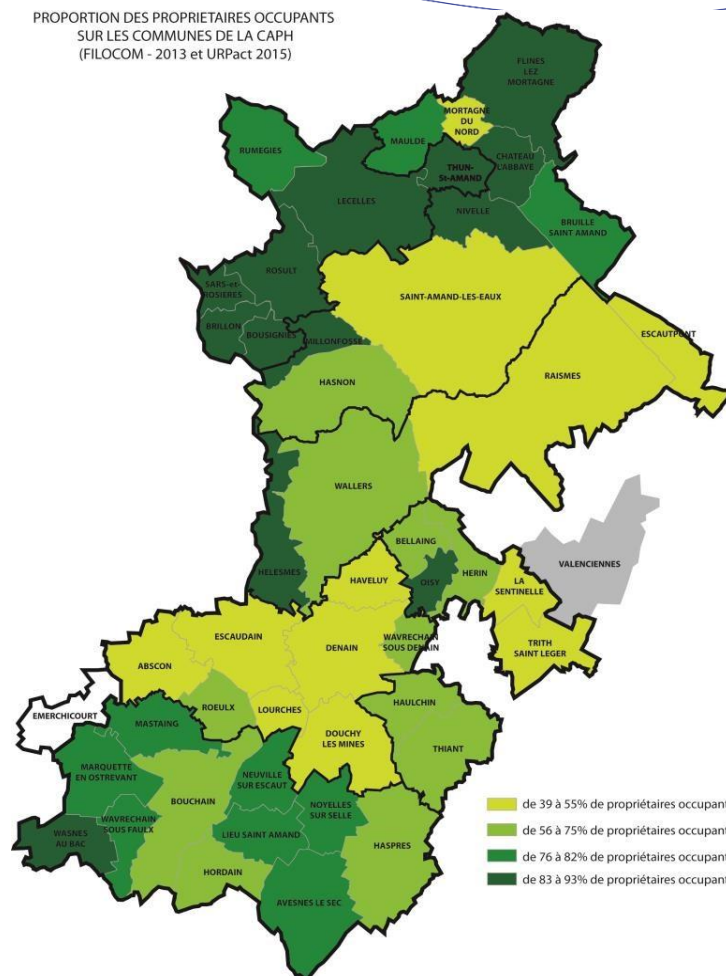 PROPORTION DES PROPRIETAIRES OCCUPANTS
SUR LES COMMUNES DE LA CAPH
(FILOCOM - 2013 et URPact 2015)
FLINES
LEZ
MORTAGNE
MORTAGNE
DU
NORD
MAULDE
RUMEGIES
THUN-
St-AMAND
CHATEAU
L'ABBAYE
LECELLES
NIVELLE
BRUILLE
SAINT AMAND
ROSULT
SARS-et-
ROSIERES
SAINT-AMAND-LES-EAUX
BRILLON
BOUSIGNIES
MILLONFOSSE
ESCAUTPONT
HASNON
RAISMES
WALLERS
BELLAING
HELESMES
HAVELUY
OISY
HERIN
LA
SENTINELLE
VALENCIENNES
ESCAUDAIN
DENAIN
WAVRECHAIN
SOUS DENAIN
TRITH
SAINT LEGER
ABSCON
EMERCHICOURT
ROEULX
LOURCHES
HAULCHIN
MASTAING
DOUCHY
LES MINES
THIANT
MARQUETTE
EN OSTREVANT
NEUVILLE
SUR ESCAUT
BOUCHAIN
NOYELLES
SUR SELLE
WAVRECHAIN
SOUS FAULX
WASNES
AU BAC
LIEU SAINT AMAND
HASPRES
HORDAIN
AVESNES LE SEC
de 39 à 55% de propriétaires occupant
de 56 à 75% de propriétaires occupant
de 76 à 82% de propriétaires occupant
de 83 à 93% de propriétaires occupant